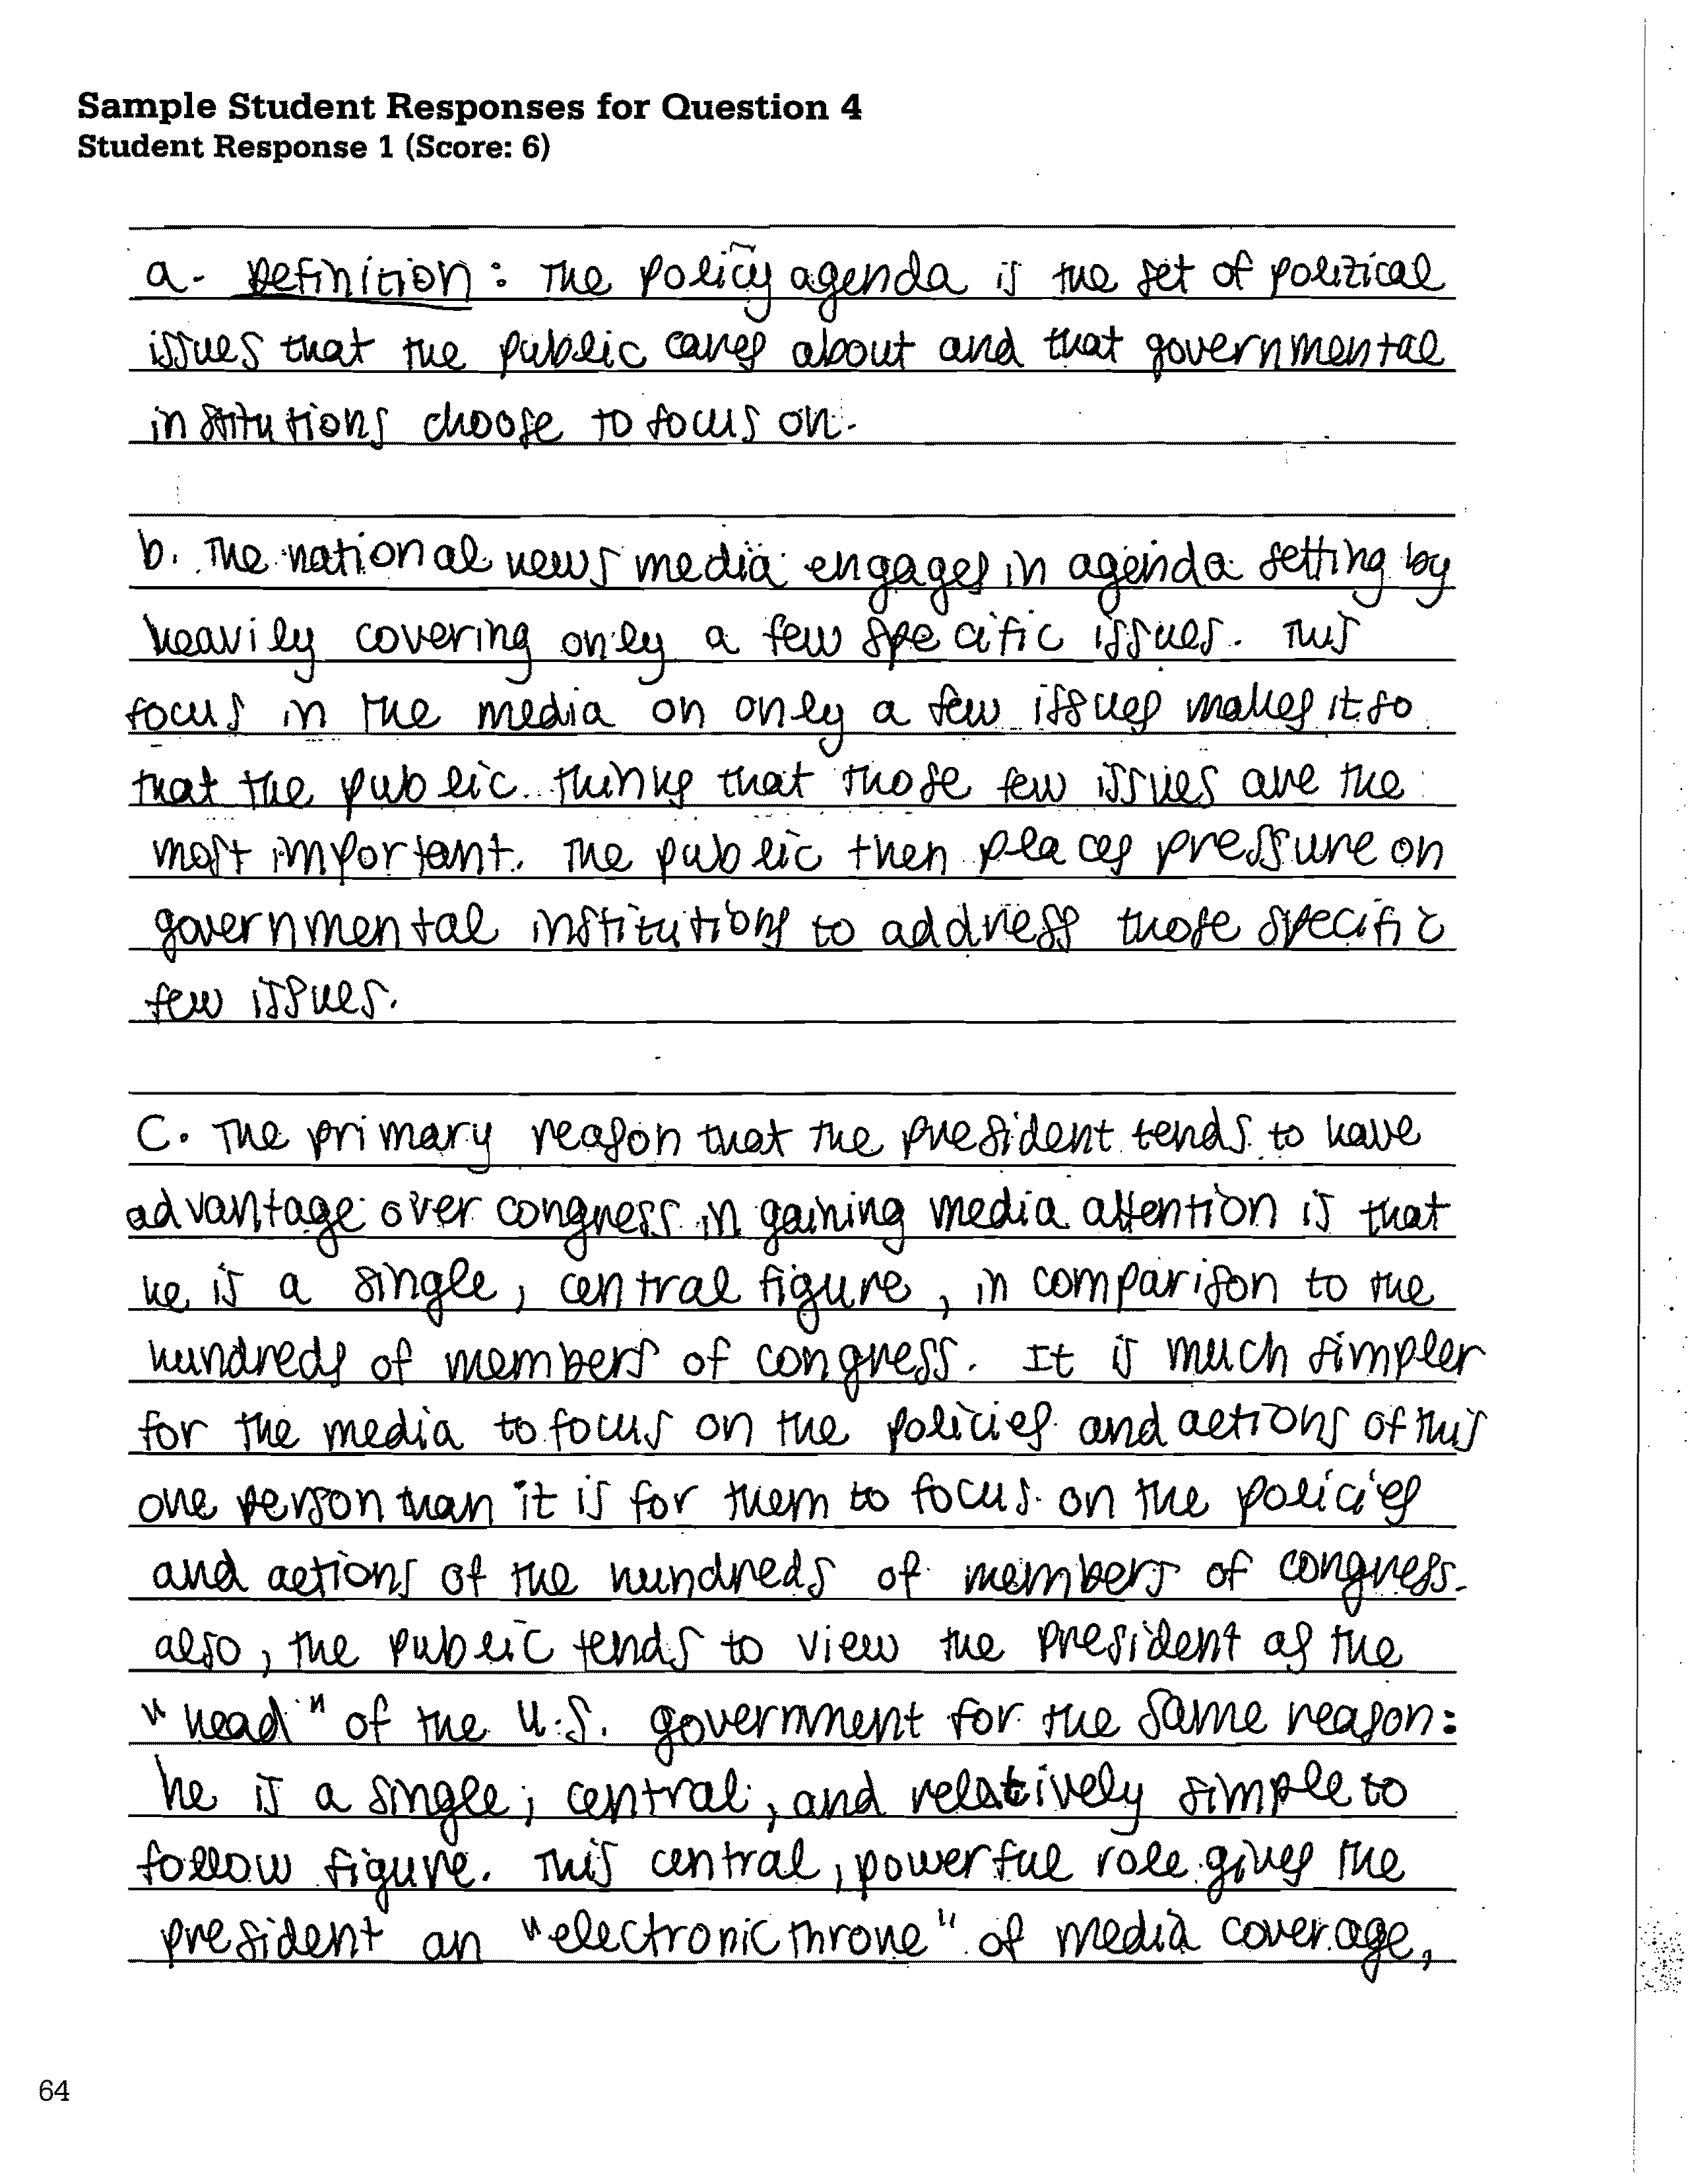 Sample Student Responses for Question 4
Student Response 1 (Score: 6)
a. Definition: The policy agenda is the set of political
issues that the public cares about and that governmental
institutions choose to focus on.
b. The national news media engages in agenda setting by
heavily covering only a few specific issues. This
focus in the media on only a few issues makes it so
that the public thinks that those few issues are the
most important. The public then places pressure on
governmental institutions to address those specific
few issues.
C. The primary reason that the president tends to have
advantage over congress in gaining media attention is that
he is a single, central figure, in comparison to the
hundreds of members of congress. It is much simpler
for the media to focus on the policies and actions of this
one person than it is for them to focus on the policies
and actions of the hundreds of members of congress.
also, the public tends to view the president as the
"head" of the U.S. government for the same reason:
he is a single, central, and relatively simple to
follow figure. This central, powerful role gives the
president an "electronic throne" of media coverage,
64